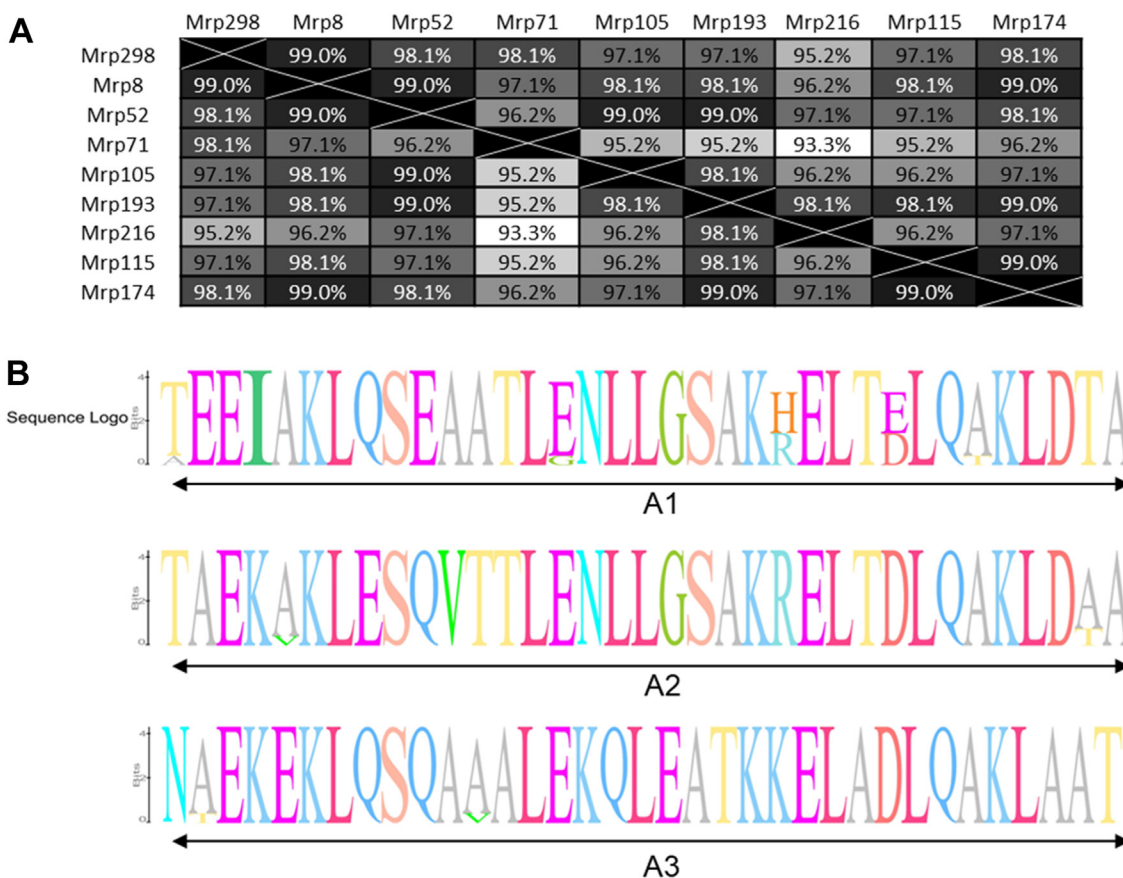 A
Mrp298 Mrp8 Mrp52 Mrp71 Mrp105 Mrp193 Mrp216 Mrp115 Mrp174
Mrp298 99.0% 98.1% 98.1% 97.1% 97.1% 95.2% 97.1% 98.1%
Mrp8 99.0% 99.0% 97.1% 98.1% 98.1% 96.2% 98.1% 99.0%
Mrp52 98.1% 99.0% 96.2% 99.0% 99.0% 97.1% 97.1% 98.1%
Mrp71 98.1% 97.1% 96.2% 95.2% 95.2% 93.3% 95.2% 96.2%
Mrp105 97.1% 98.1% 99.0% 95.2% 98.1% 96.2% 96.2% 97.1%
Mrp193 97.1% 98.1% 99.0% 95.2% 98.1% 98.1% 98.1% 99.0%
Mrp216 95.2% 96.2% 97.1% 93.3% 96.2% 98.1% 96.2% 97.1%
Mrp115 97.1% 98.1% 97.1% 95.2% 96.2% 98.1% 96.2% 99.0%
Mrp174 98.1% 99.0% 98.1% 96.2% 97.1% 99.0% 97.1% 99.0%
B
Sequence Logo Bits 4 2 0
TEEIAKLQSEAATLENLLGSAKHELTELQAKLDTA
A G R D T
A1
Bits 4 2 0
TAEKAKLESQVTTLENLLGSAKRELTDLQAKLDAA
V T
A2
Bits 4 2 0
NAEKEKLQSQAAALEKQLEATKKELADLQAKLAAT
T V
A3